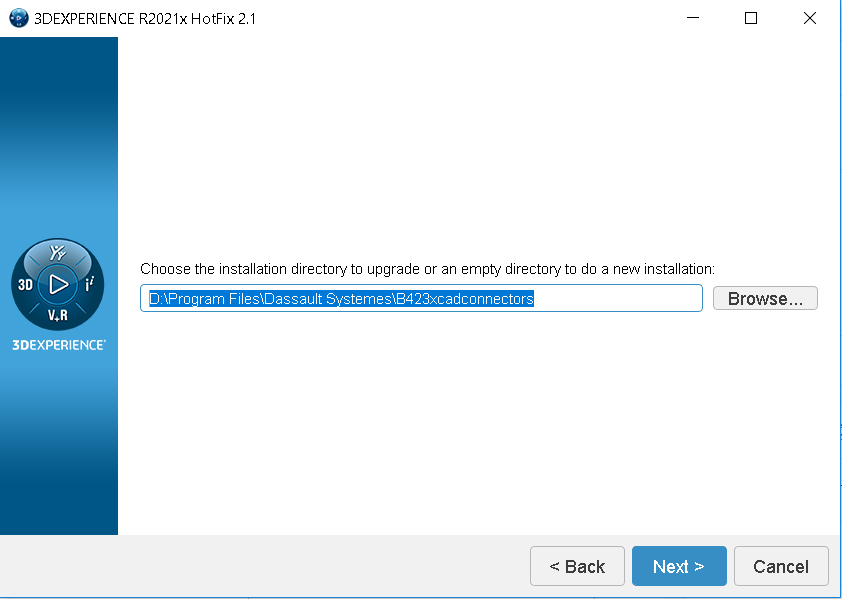 3DEXPERIENCE R2021x HotFix 2.1
Choose the installation directory to upgrade or an empty directory to do a new installation:
D:\Program Files\Dassault Systemes\B423xcadconnectors
Browse...
3D
i²
V+R
3DEXPERIENCE
< Back
Next >
Cancel